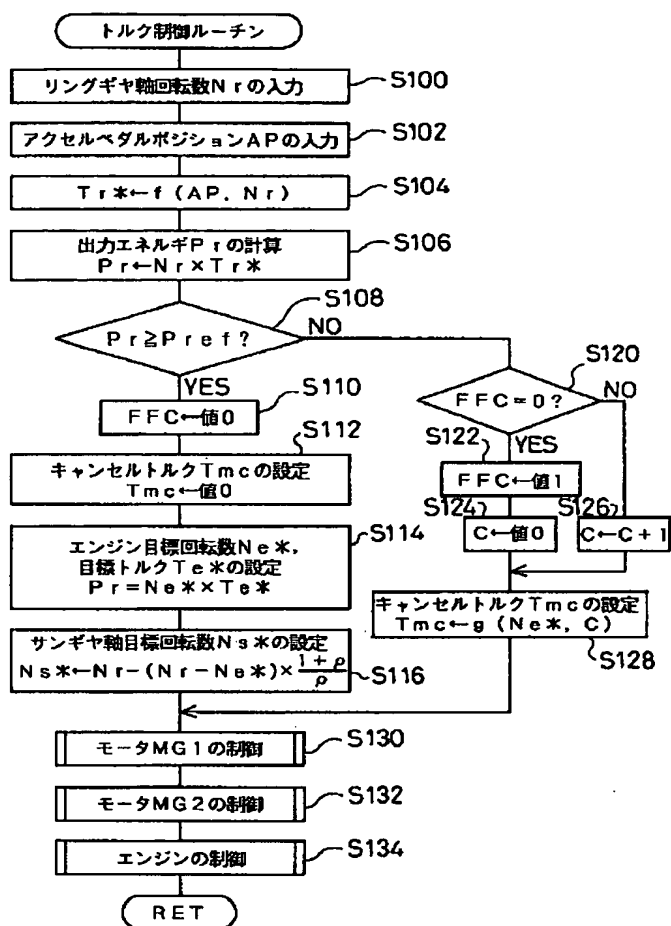 トルク制御ルーチン
リングギヤ軸回転数Nrの入力
S100
アクセルペダルポジションAPの入力
S102
Tr*←f(AP,Nr)
S104
出力エネルギPrの計算
Pr←Nr×Tr*
S106
Pr≧Pref?
S108
NO
YES
FFC←値0
S110
キャンセルトルクTmcの設定
Tmc←値0
S112
エンジン目標回転数Ne*,
目標トルクTe*の設定
Pr=Ne*×Te*
S114
サンギヤ軸目標回転数Ns*の設定
Ns*←Nr-(Nr-Ne*)×(1+ρ)/ρ
S116
FFC=0?
S120
NO
YES
S122
FFC←値1
S124
C←値0
S126
C←C+1
キャンセルトルクTmcの設定
Tmc←g(Ne*,C)
S128
モータMG1の制御
S130
モータMG2の制御
S132
エンジンの制御
S134
RET